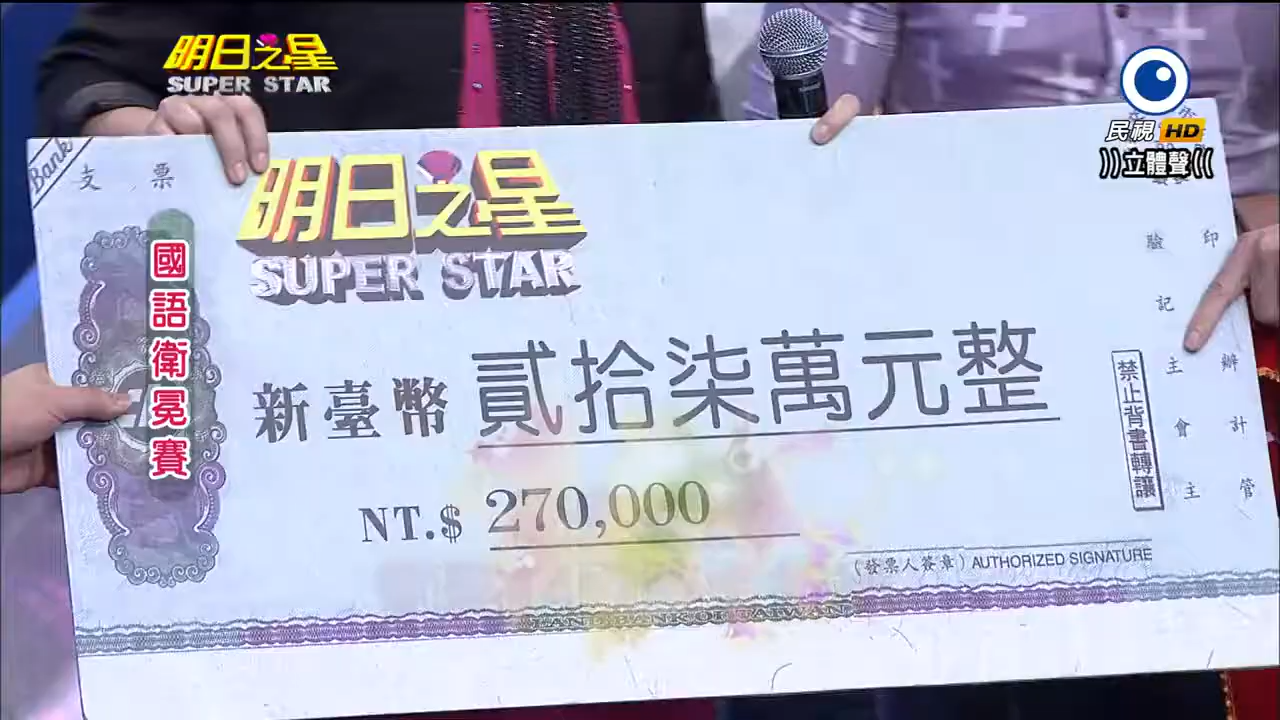 明日之星
SUPER STAR
民視 HD
立體聲
Bank
支票
明日之星
SUPER STAR
國語衛冕賽
驗印
記
主辦
會計
主管
禁止背書轉讓
新臺幣 貳拾柒萬元整
NT.$ 270,000
(發票人簽章) AUTHORIZED SIGNATURE